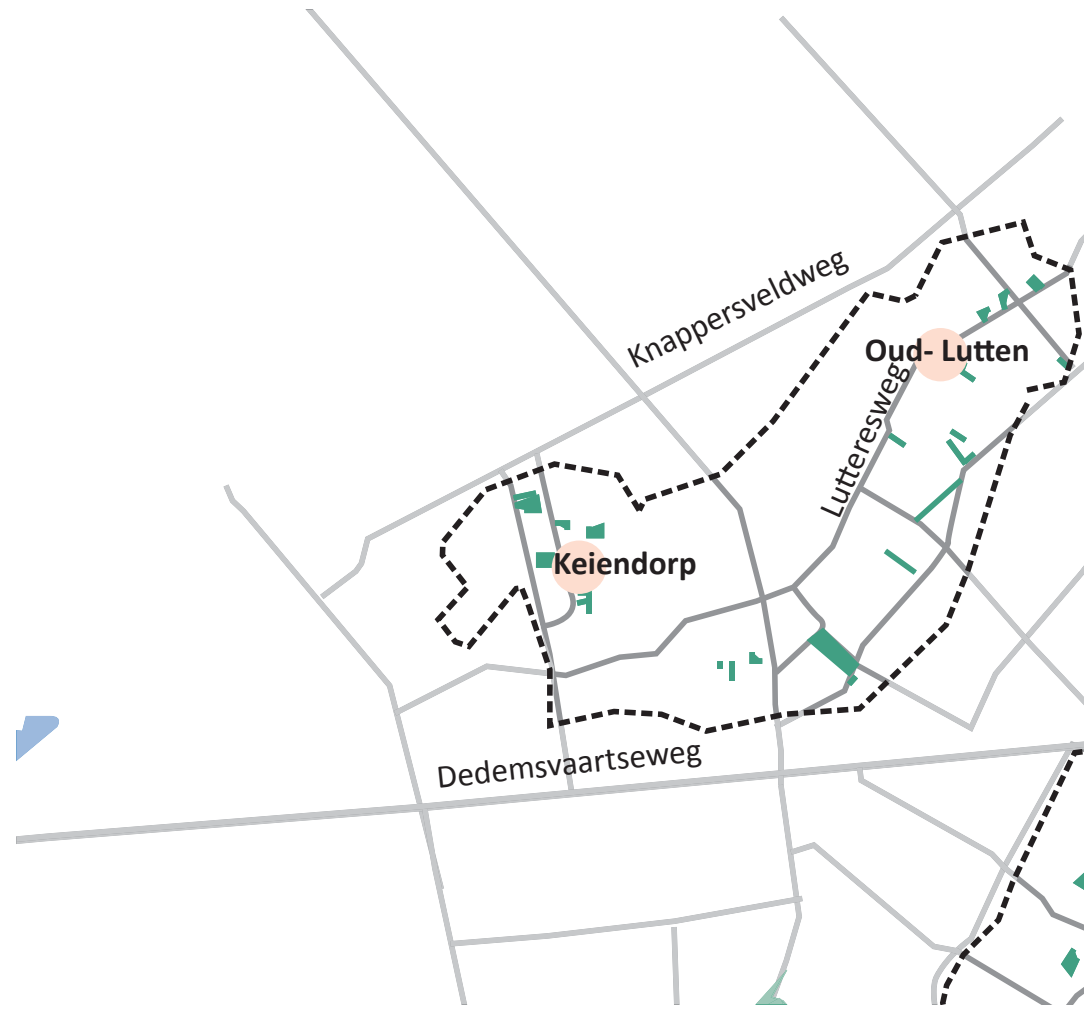 Knappersveldweg
Oud- Lutten
Lutteresweg
Keiendorp
Dedemsvaartseweg